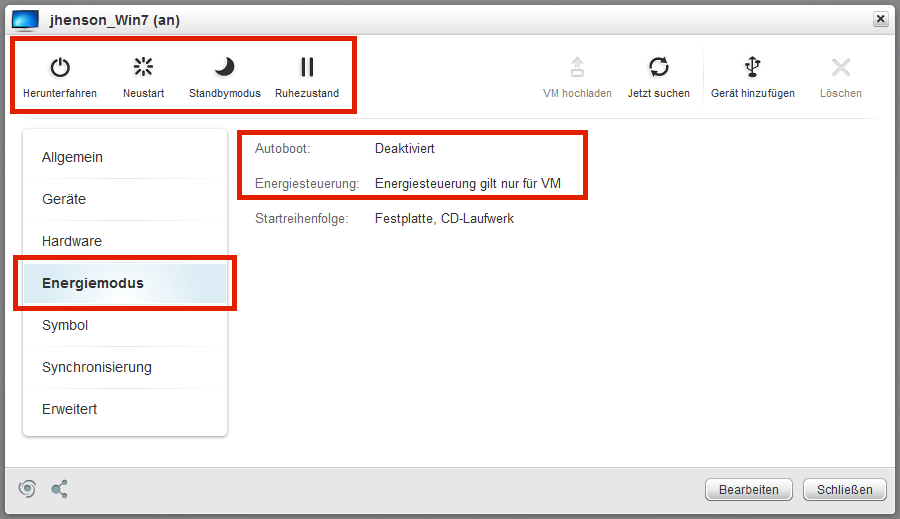 jhenson_Win7 (an)
Herunterfahren Neustart Standbymodus Ruhezustand VM hochladen Jetzt suchen Gerät hinzufügen Löschen
Allgemein
Geräte
Hardware
Energiemodus
Symbol
Synchronisierung
Erweitert
Autoboot: Deaktiviert
Energiesteuerung: Energiesteuerung gilt nur für VM
Startreihenfolge: Festplatte, CD-Laufwerk
Bearbeiten Schließen